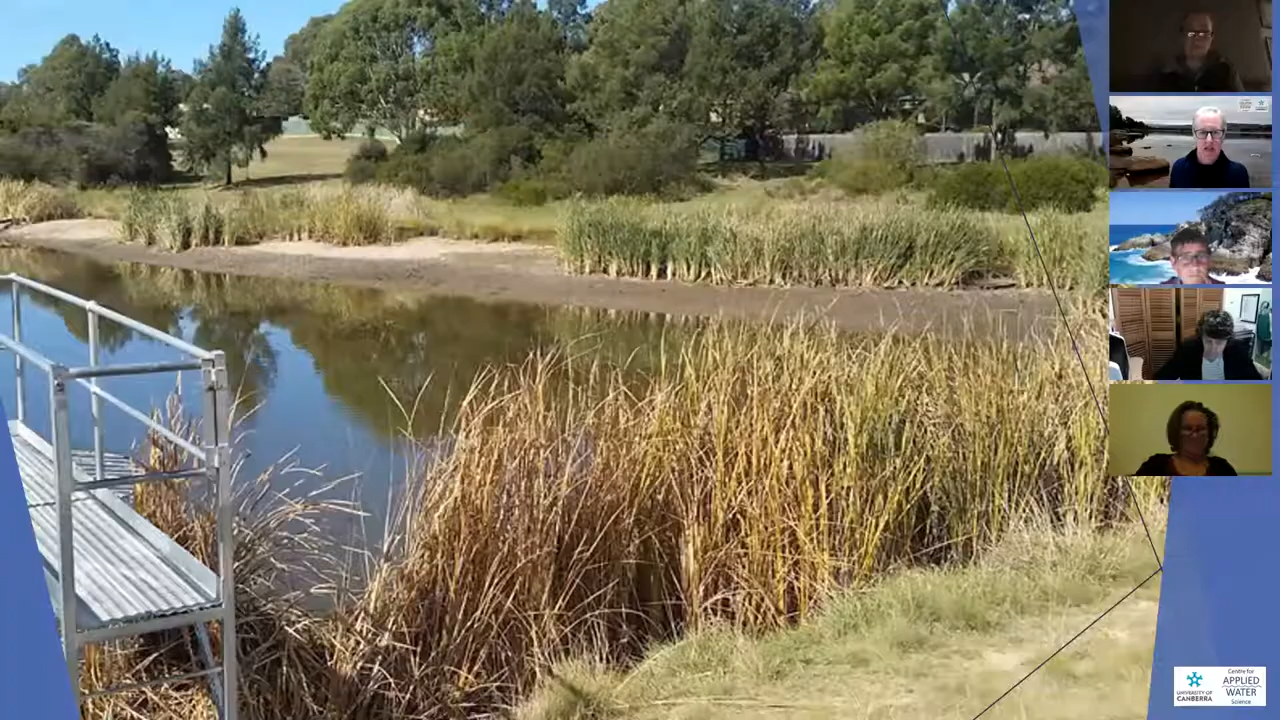 UNIVERSITY OF
CANBERRA
Centre for
APPLIED
WATER
Science